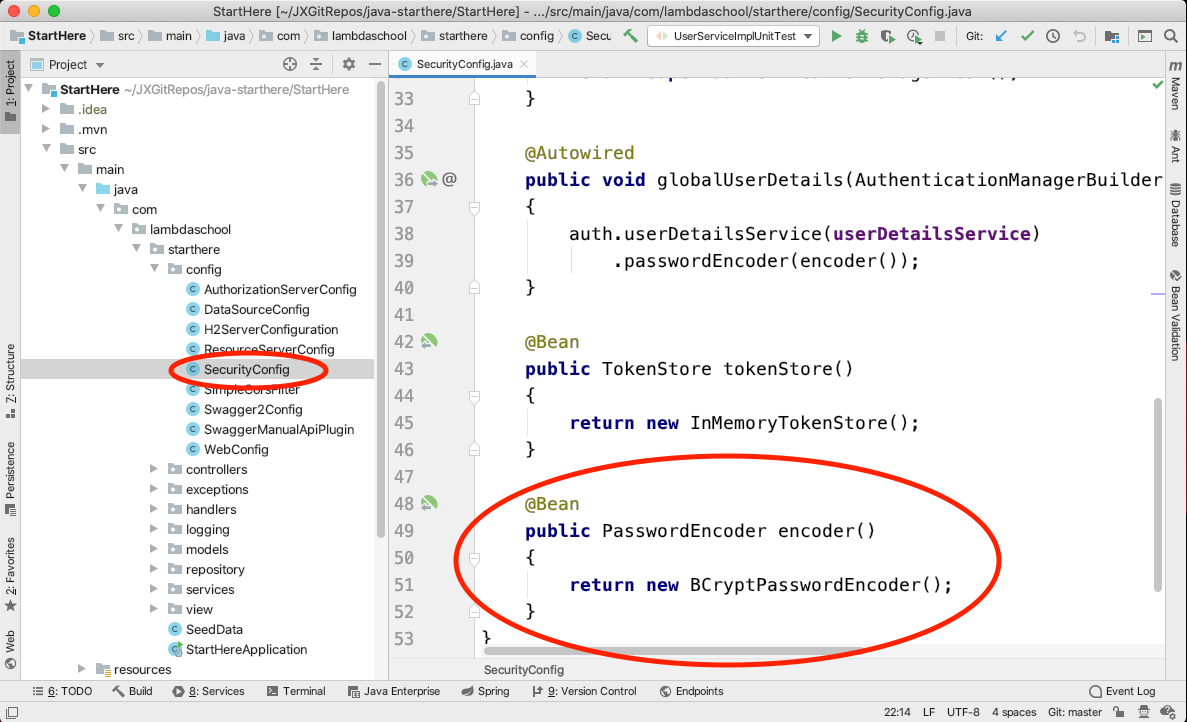 StartHere [~/JXGitRepos/java-starthere/StartHere] - .../src/main/java/com/lambdaschool/starthere/config/SecurityConfig.java
StartHere src main java com lambdaschool starthere config Secu UserServiceImplUnitTest Git:
Project
SecurityConfig.java
1: Project
Z: Structure
Persistence
2: Favorites
Web
StartHere ~/JXGitRepos/java-starthere/StartHere
.idea
.mvn
src
main
java
com
lambdaschool
starthere
config
AuthorizationServerConfig
DataSourceConfig
H2ServerConfiguration
ResourceServerConfig
SecurityConfig
SimpleCorsFilter
Swagger2Config
SwaggerManualApiPlugin
WebConfig
controllers
exceptions
handlers
logging
models
repository
services
view
SeedData
StartHereApplication
resources
33 }
34
35 @Autowired
36 @ public void globalUserDetails(AuthenticationManagerBuilder
37 {
38 auth.userDetailsService(userDetailsService)
39 .passwordEncoder(encoder());
40 }
41
42 @Bean
43 public TokenStore tokenStore()
44 {
45 return new InMemoryTokenStore();
46 }
47
48 @Bean
49 public PasswordEncoder encoder()
50 {
51 return new BCryptPasswordEncoder();
52 }
53 }
SecurityConfig
m Maven
Ant
Database
Bean Validation
6: TODO Build 8: Services Terminal Java Enterprise Spring 9: Version Control Endpoints Event Log
22:14 LF UTF-8 4 spaces Git: master